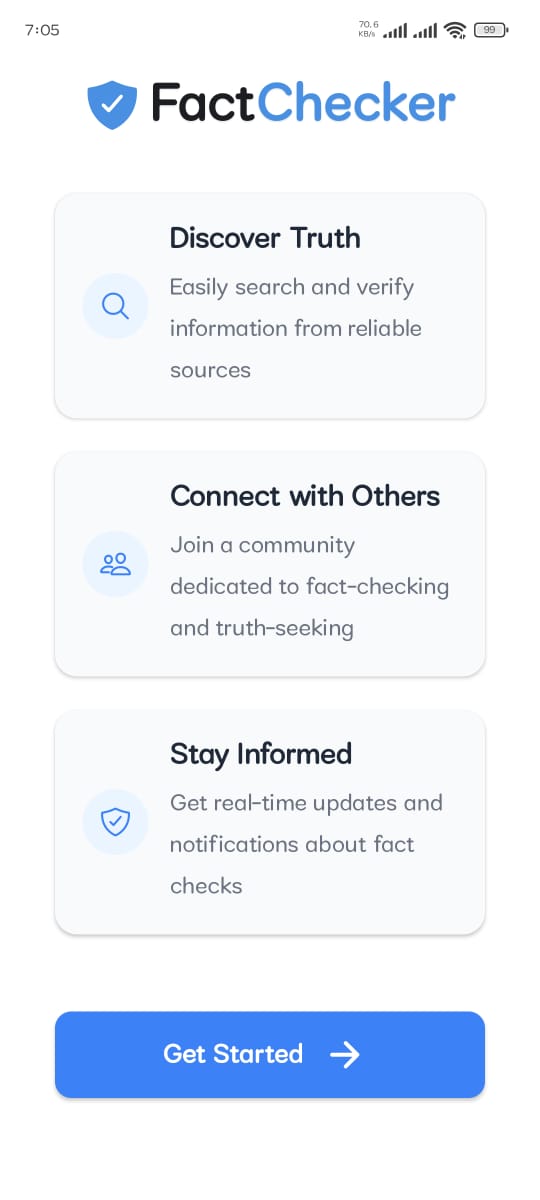 7:05
70.6
KB/s
99
FactChecker
Discover Truth
Easily search and verify
information from reliable
sources
Connect with Others
Join a community
dedicated to fact-checking
and truth-seeking
Stay Informed
Get real-time updates and
notifications about fact
checks
Get Started